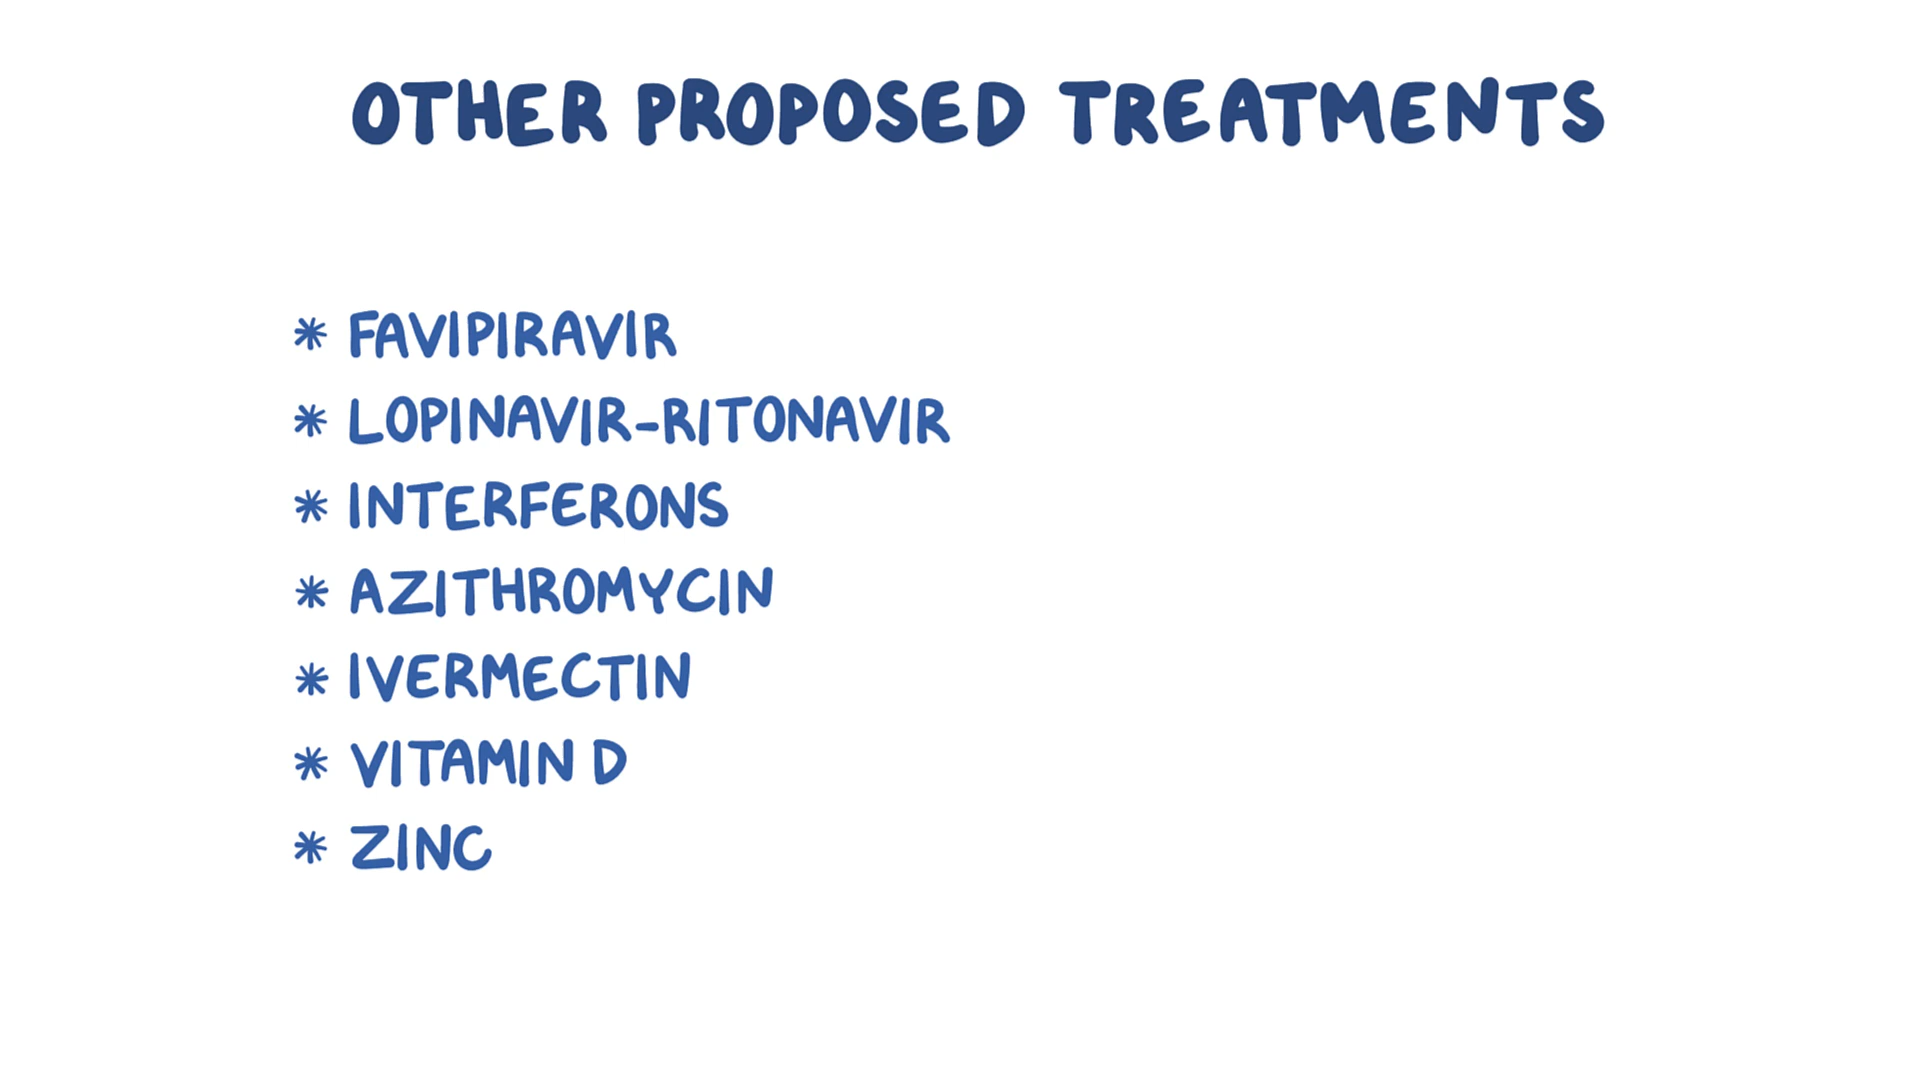 OTHER PROPOSED TREATMENTS
* FAVIPIRAVIR
* LOPINAVIR-RITONAVIR
* INTERFERONS
* AZITHROMYCIN
* IVERMECTIN
* VITAMIN D
* ZINC